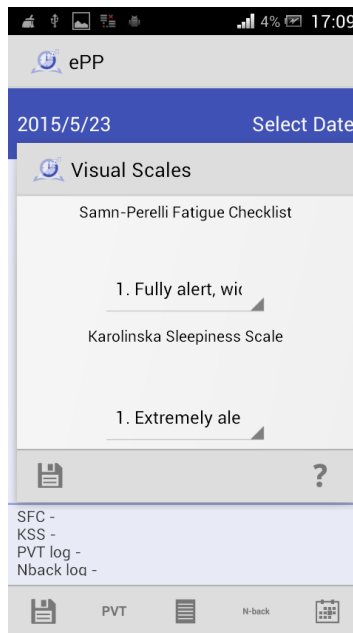 4% 17:09
ePP
2015/5/23 Select Date
Visual Scales
Samn-Perelli Fatigue Checklist
1. Fully alert, wid
Karolinska Sleepiness Scale
1. Extremely ale
?
SFC -
KSS -
PVT log -
Nback log -
PVT N-back